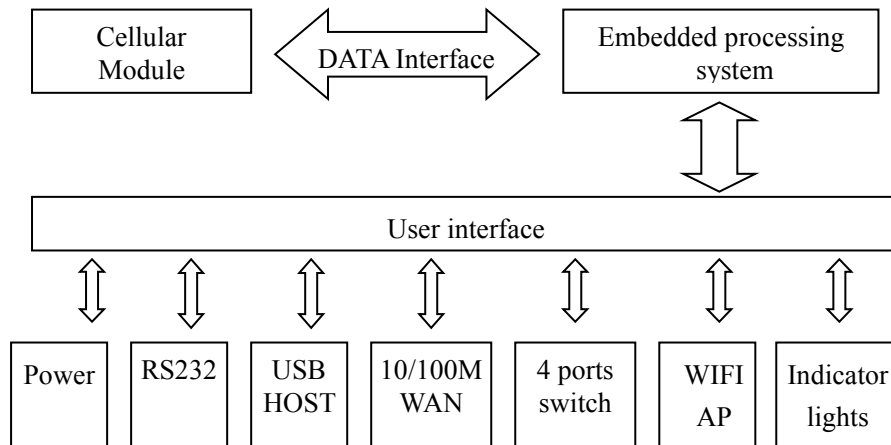 Cellular
Module
DATA Interface
Embedded processing
system
User interface
Power
RS232
USB
HOST
10/100M
WAN
4 ports
switch
WIFI
AP
Indicator
lights